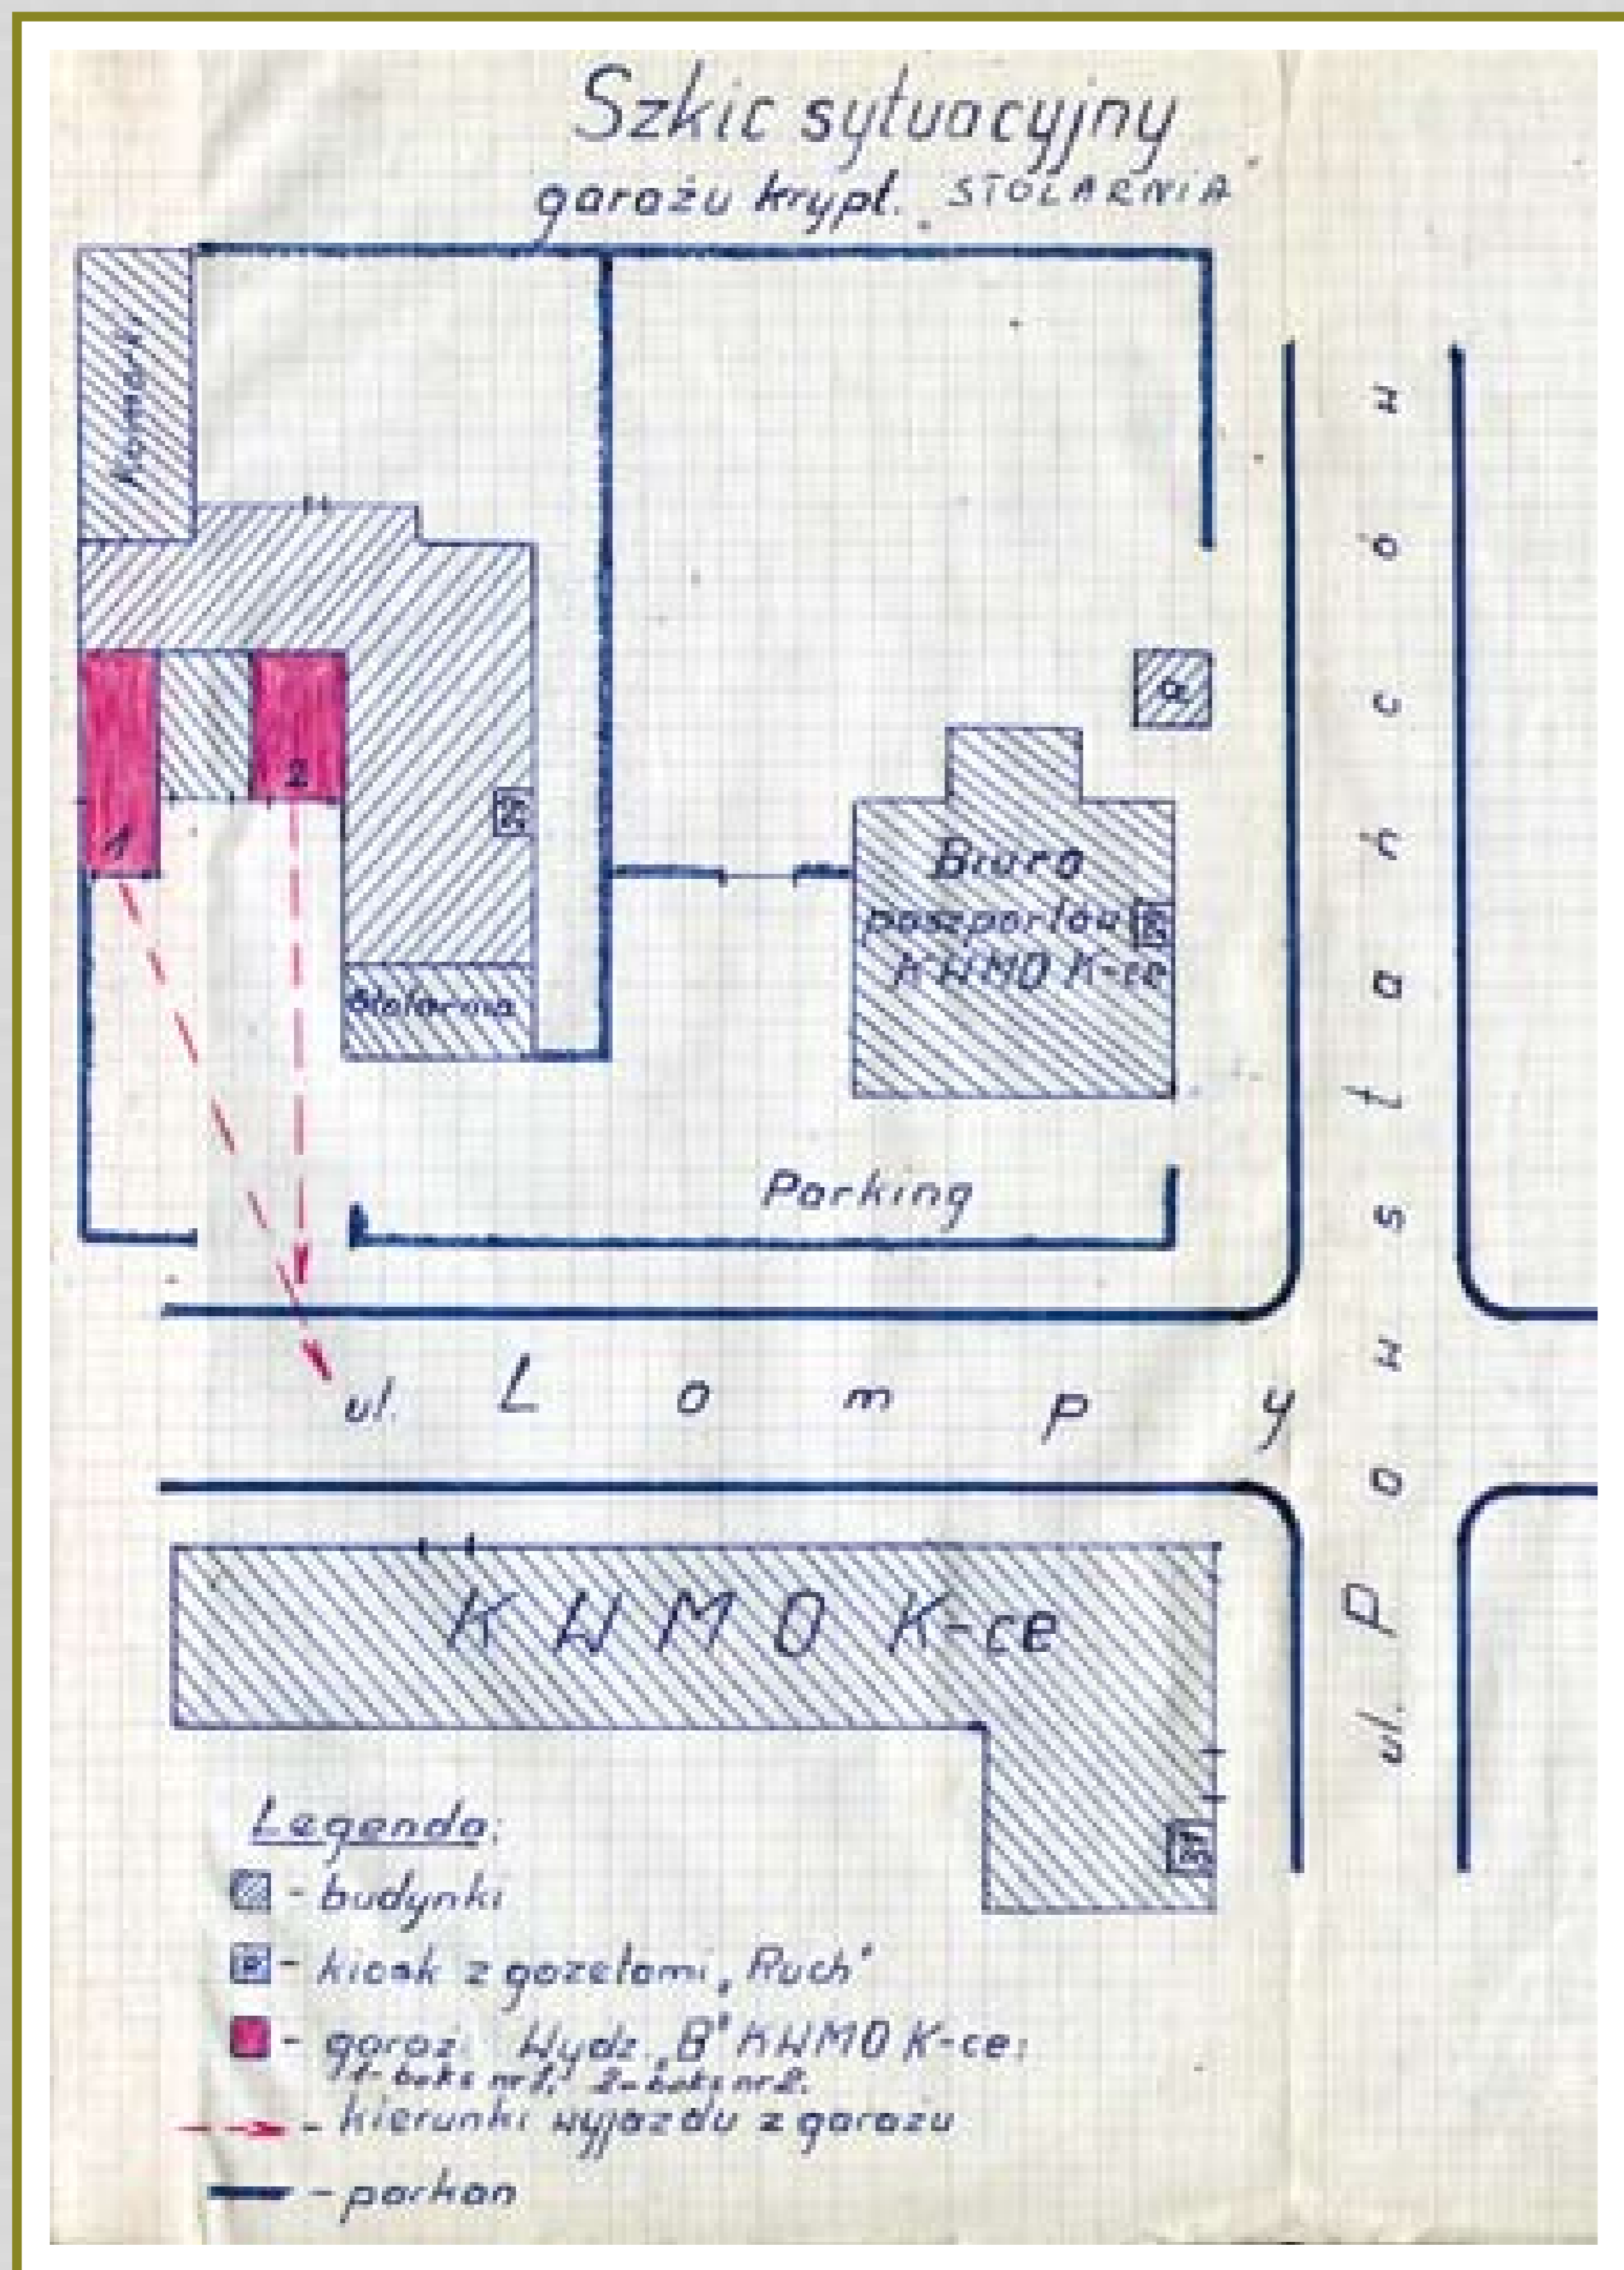 Szkic sytuacyjny
garażu krypt. „STOLARNIA"
Komórki
1
2
a
Biuro
paszportów
KWMO K-ce
Stolarnia
Parking
ul. Lompy
ul. Powstańców
KWMO K-ce
Legenda:
- budynki
a - kiosk z gazetami „Ruch"
- garaż: Wydz. „B" KWMO K-ce:
1- boks nr 1, 2- boks nr 2.
- kierunki wyjazdu z garażu
- parkan